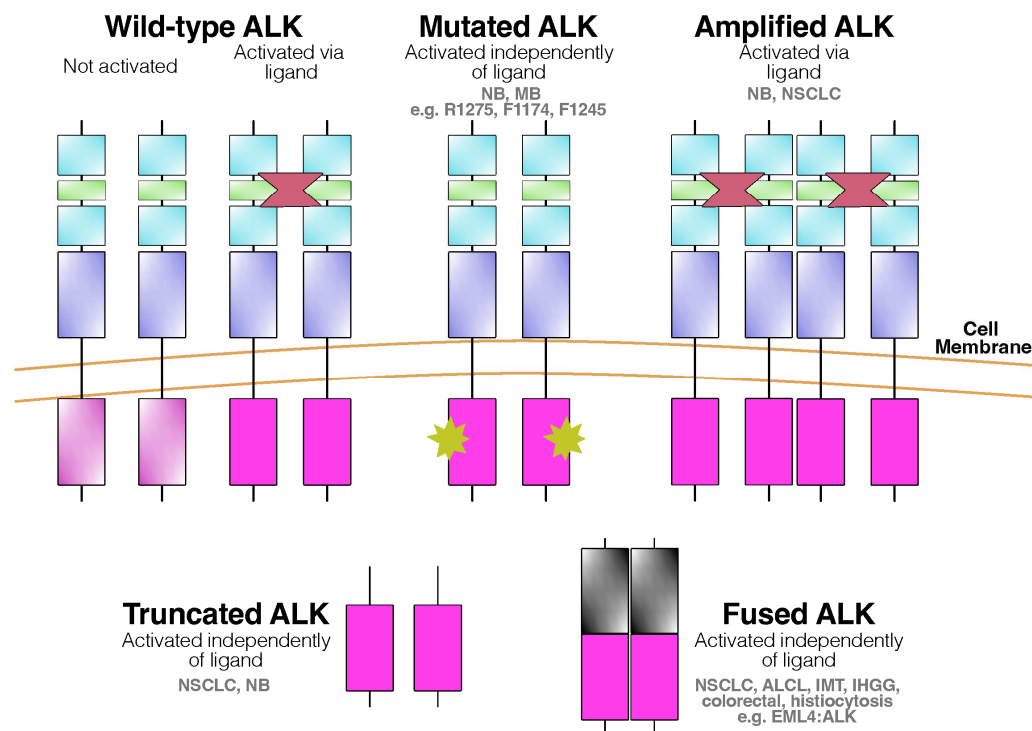 Wild-type ALK
Not activated
Activated via
ligand
Mutated ALK
Activated independently
of ligand
NB, MB
e.g. R1275, F1174, F1245
Amplified ALK
Activated via
ligand
NB, NSCLC
Cell
Membrane
Truncated ALK
Activated independently
of ligand
NSCLC, NB
Fused ALK
Activated independently
of ligand
NSCLC, ALCL, IMT, IHGG,
colorectal, histiocytosis
e.g. EML4:ALK